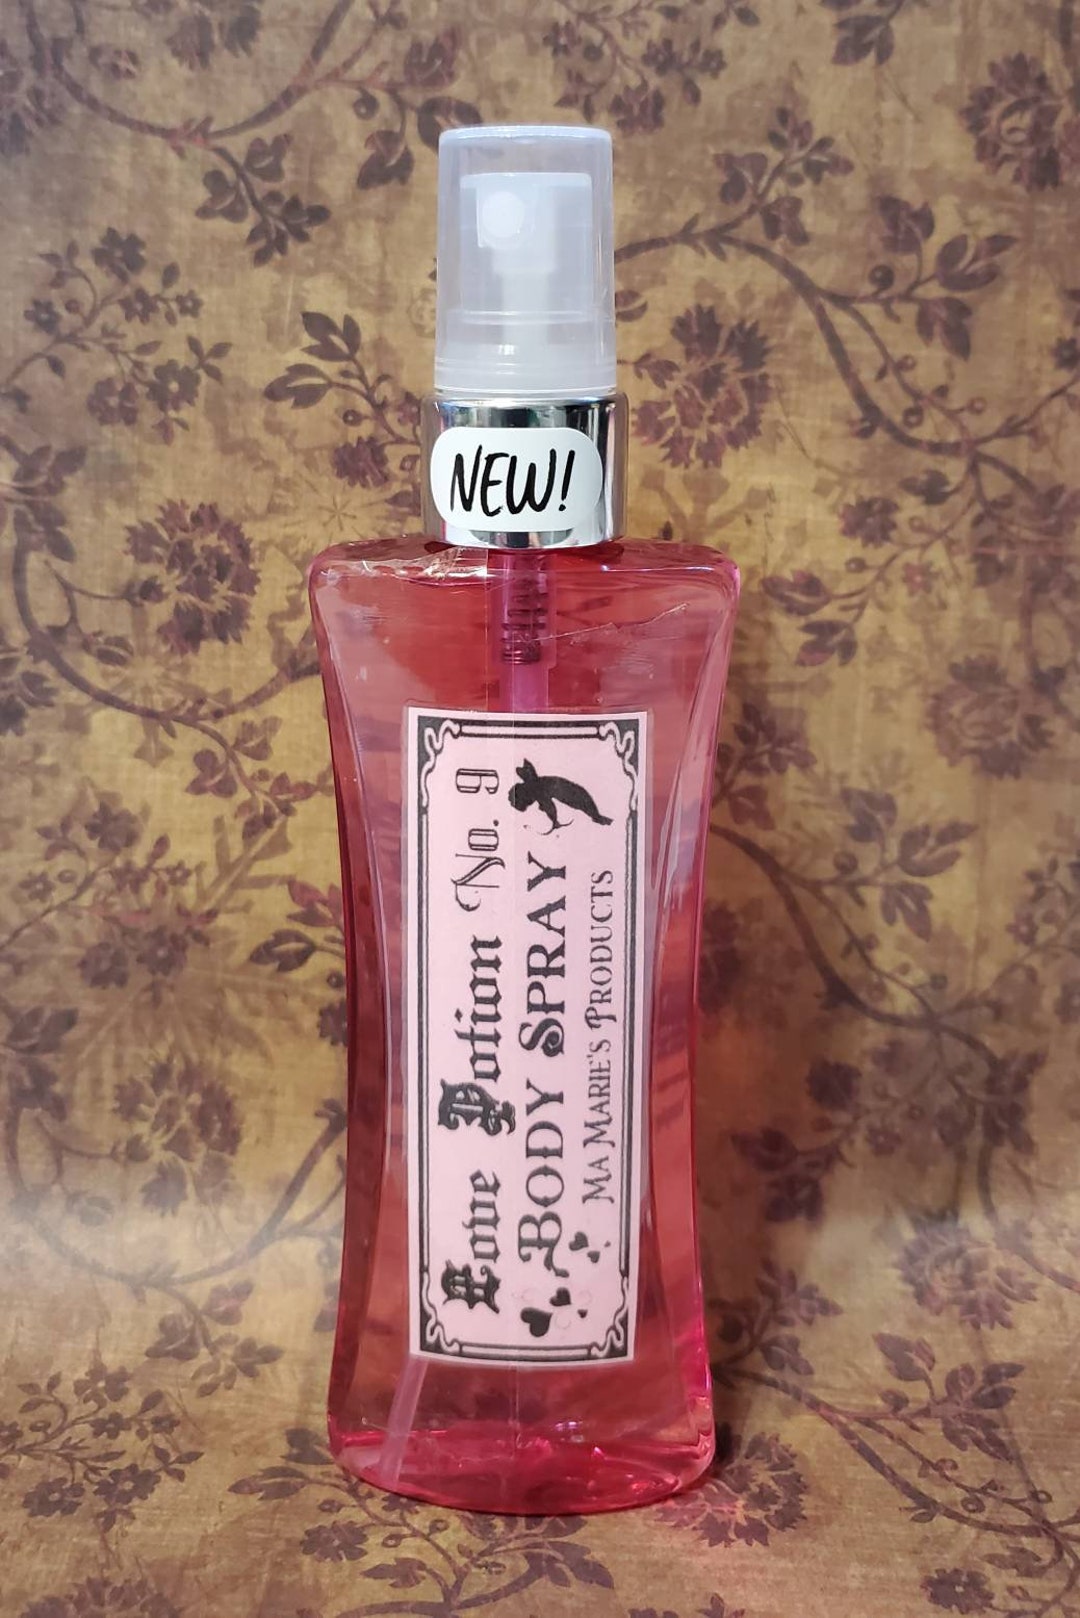 NEW!
Love Potion No. 9
BODY SPRAY
MA MARIE'S PRODUCTS